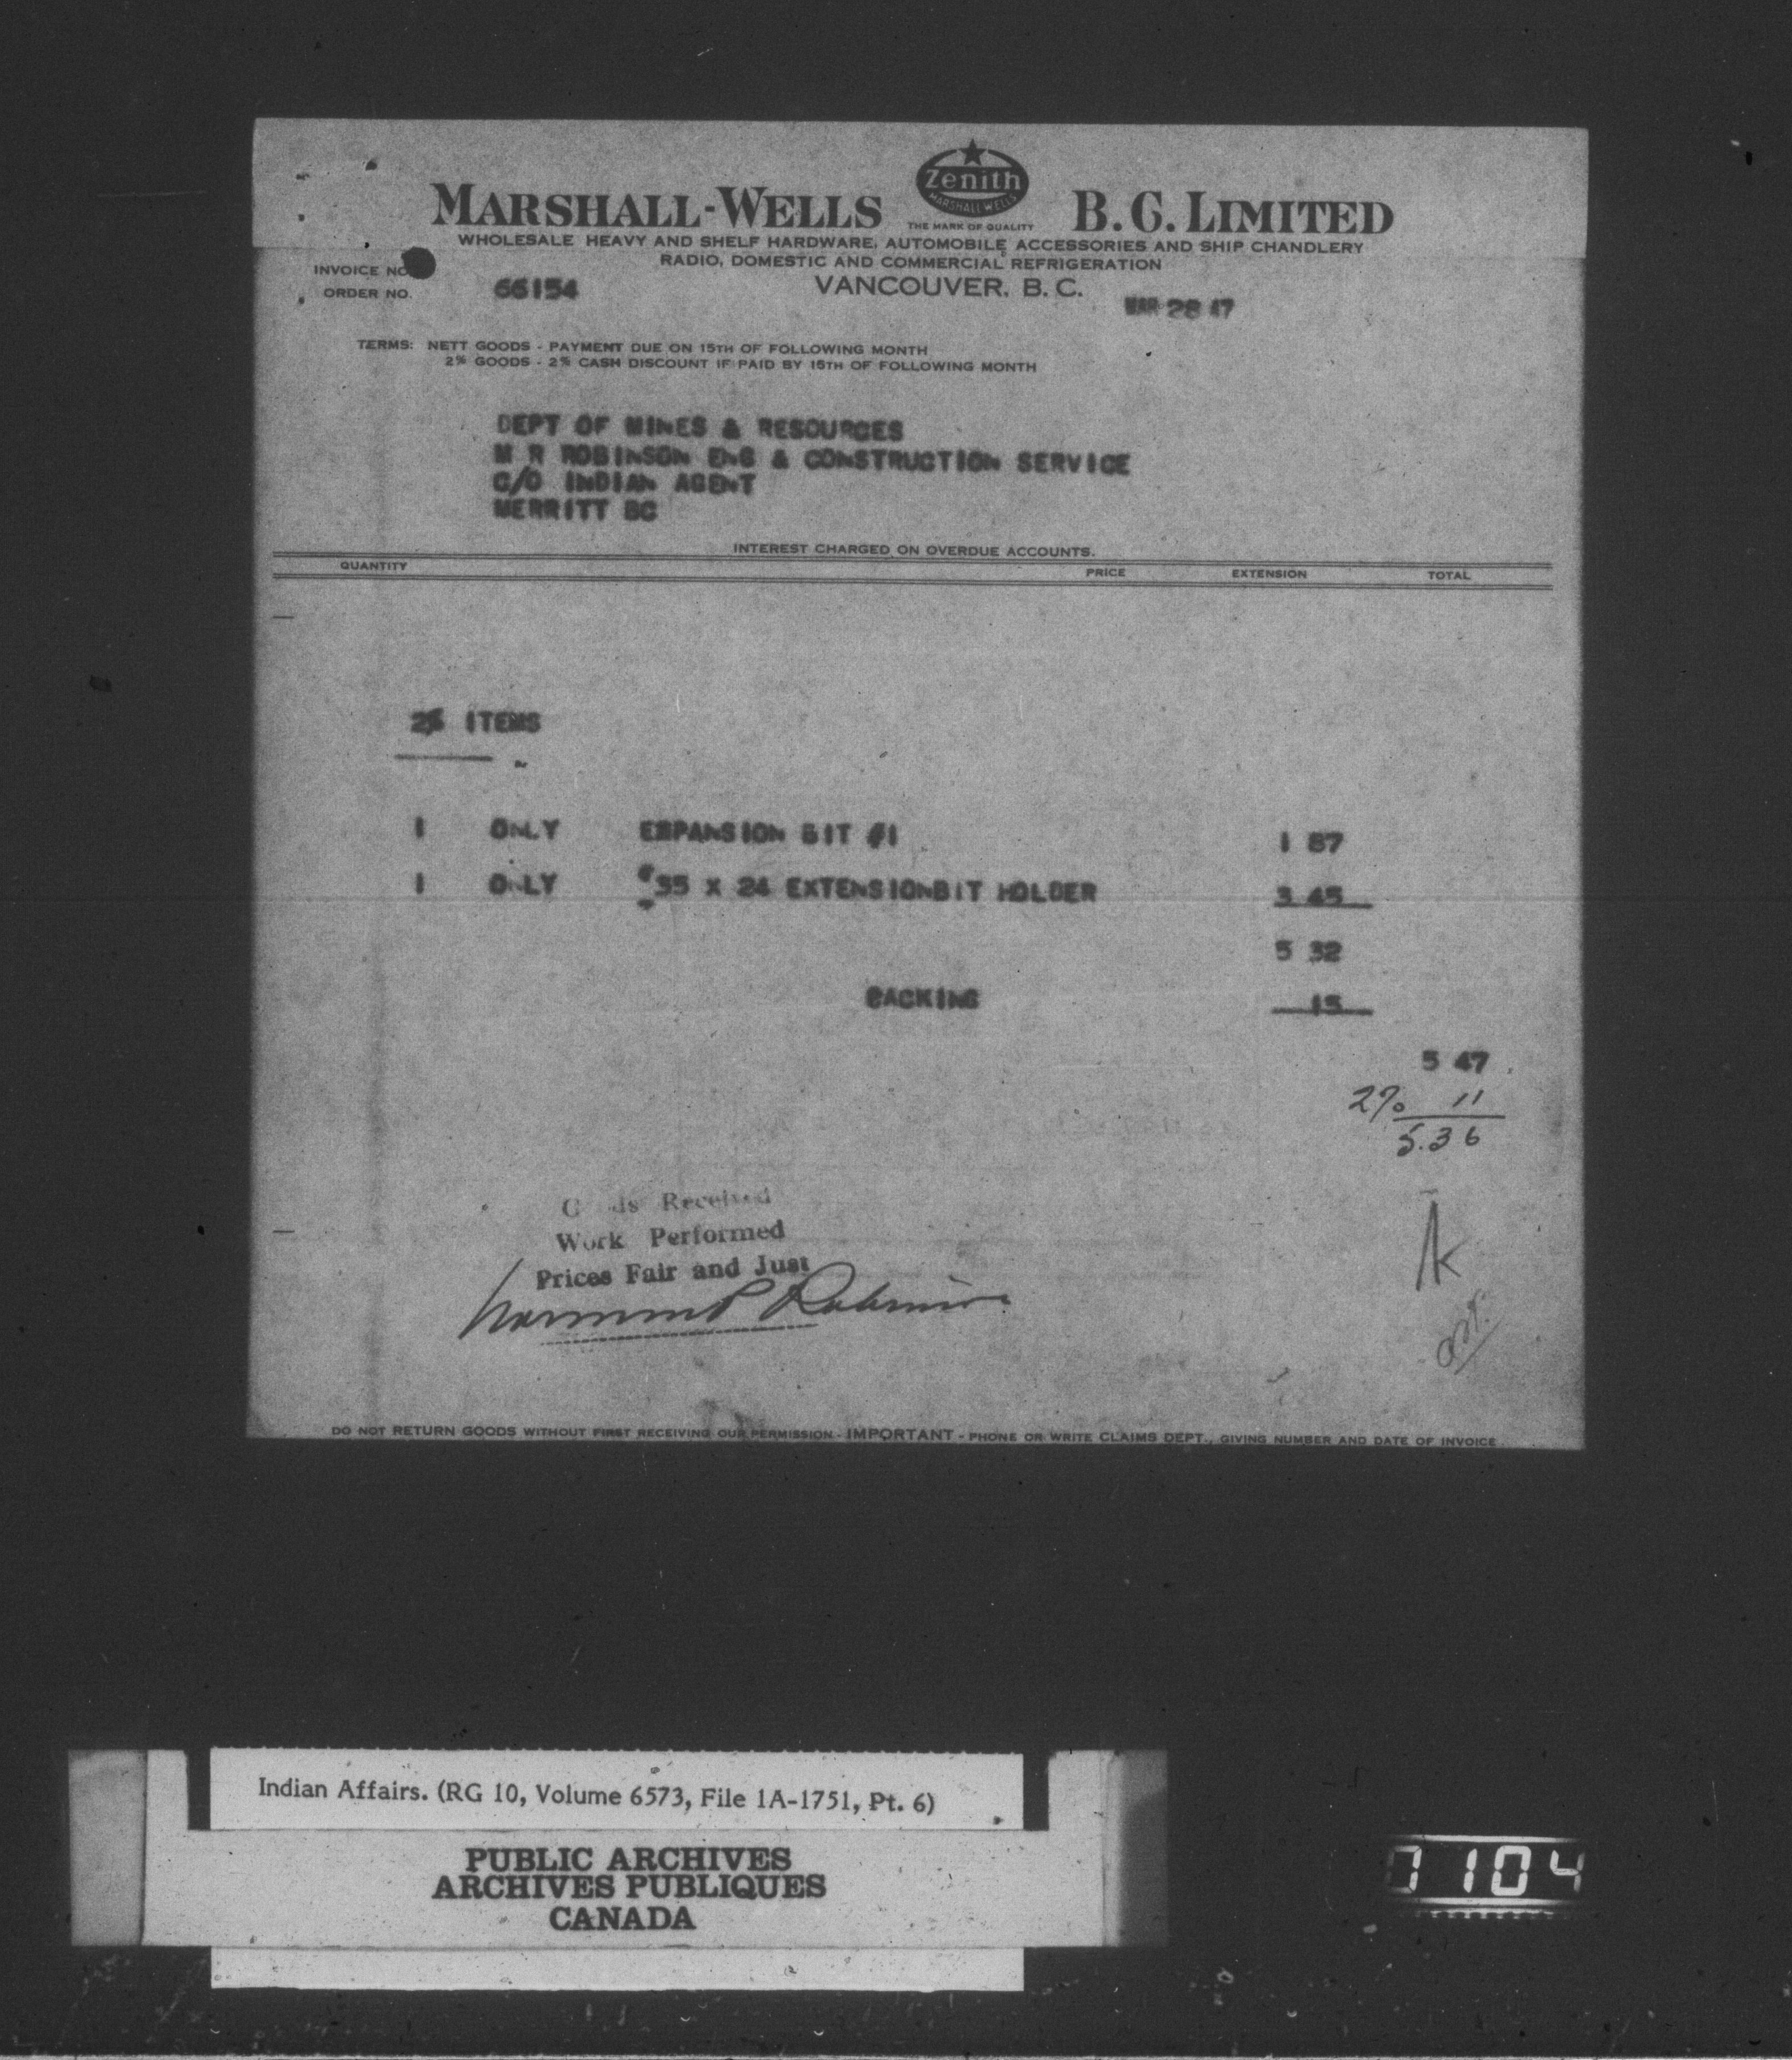 Zenith
MARSHALL-WELLS
THE MARK OF QUALITY
MARSHALL-WELLS B.C. LIMITED
WHOLESALE HEAVY AND SHELF HARDWARE, AUTOMOBILE ACCESSORIES AND SHIP CHANDLERY
RADIO, DOMESTIC AND COMMERCIAL REFRIGERATION
INVOICE NO
ORDER NO. 66154 VANCOUVER, B. C.
MAR 28 47
TERMS: NETT GOODS - PAYMENT DUE ON 15TH OF FOLLOWING MONTH
2% GOODS - 2% CASH DISCOUNT IF PAID BY 15TH OF FOLLOWING MONTH
DEPT OF MINES & RESOURCES
M R ROBINSON ENG & CONSTRUCTION SERVICE
C/O INDIAN AGENT
MERRITT BC
INTEREST CHARGED ON OVERDUE ACCOUNTS.
QUANTITY PRICE EXTENSION TOTAL
ITEMS
1 ONLY EXPANSION BIT #1 1 87
1 ONLY #35 X 24 EXTENSIONBIT HOLDER 3 45
5 32
PACKING 15
5 47
2% 11
5.36
Goods Received
Work Performed
Prices Fair and Just
Robinson
DO NOT RETURN GOODS WITHOUT FIRST RECEIVING OUR PERMISSION - IMPORTANT - PHONE OR WRITE CLAIMS DEPT., GIVING NUMBER AND DATE OF INVOICE
Indian Affairs. (RG 10, Volume 6573, File 1A-1751, Pt. 6)
PUBLIC ARCHIVES
ARCHIVES PUBLIQUES
CANADA
7104